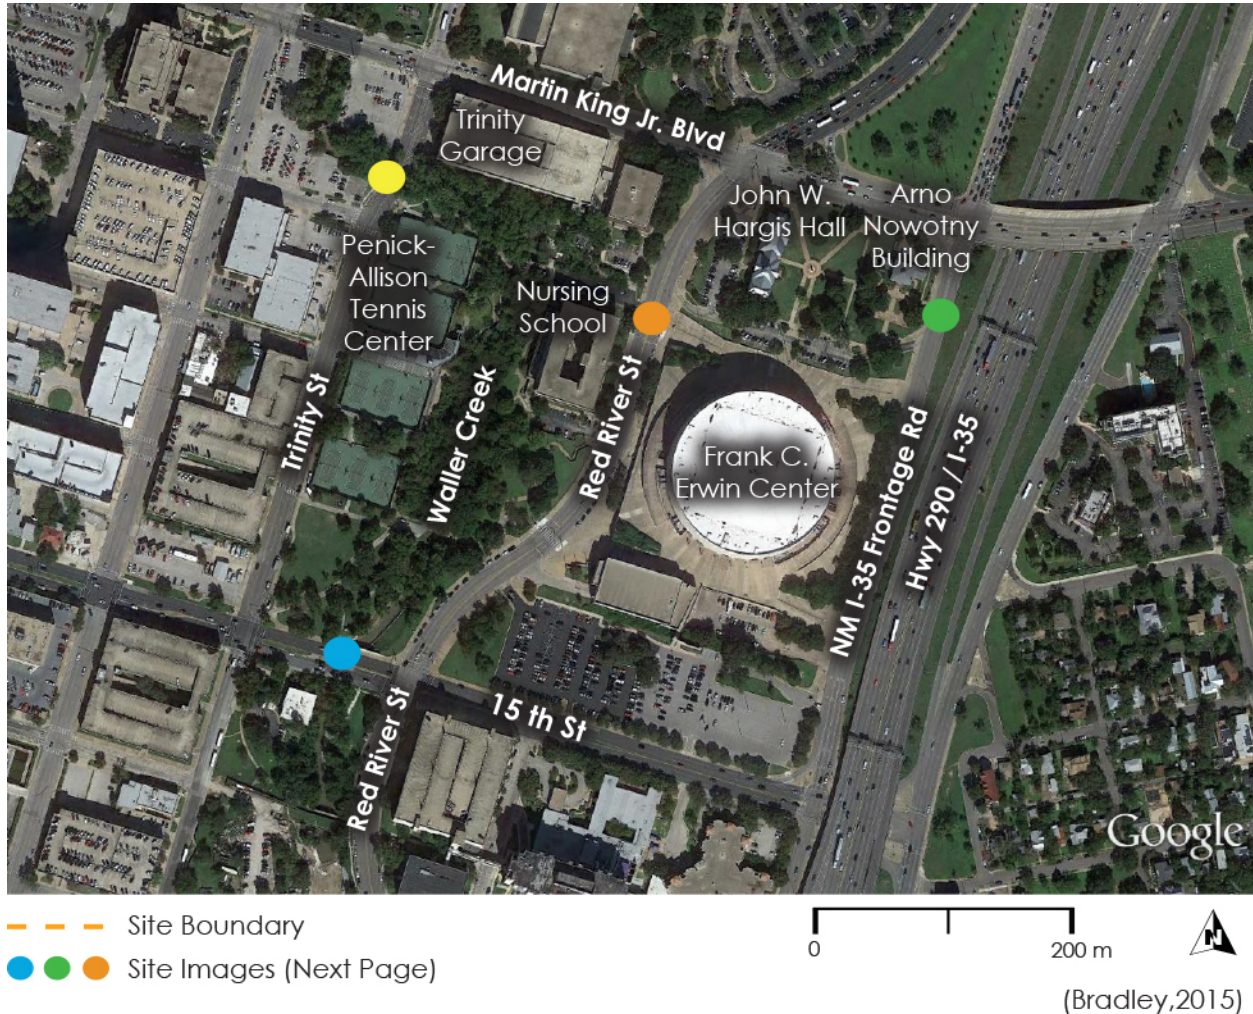 Martin King Jr. Blvd
Trinity
Garage
John W.
Hargis Hall
Arno
Nowotny
Building
Penick-
Allison
Tennis
Center
Nursing
School
Trinity St
Waller Creek
Red River St
Frank C.
Erwin Center
NM I-35 Frontage Rd
Hwy 290 / I-35
Red River St
15 th St
Google
Site Boundary
Site Images (Next Page)
0
200 m
N
(Bradley,2015)